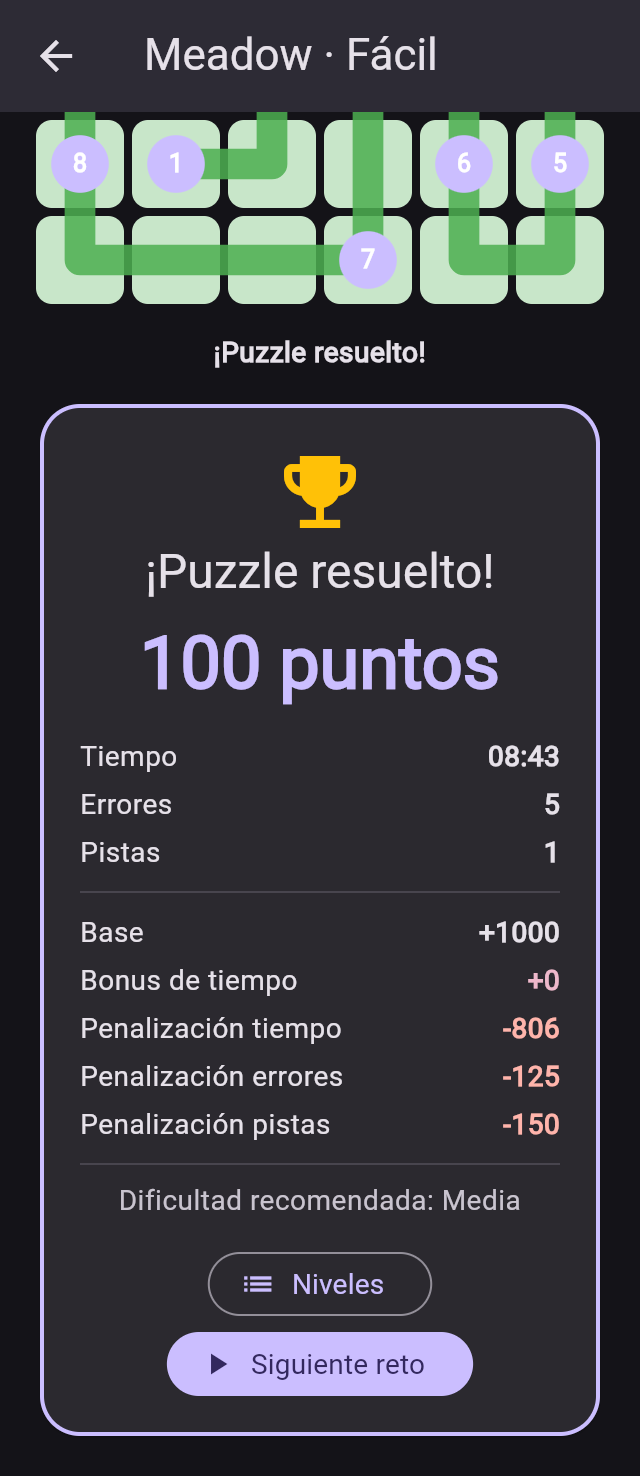 Meadow · Fácil
8 1 6 5
7
¡Puzzle resuelto!
¡Puzzle resuelto!
100 puntos
Tiempo 08:43
Errores 5
Pistas 1
Base +1000
Bonus de tiempo +0
Penalización tiempo -806
Penalización errores -125
Penalización pistas -150
Dificultad recomendada: Media
Niveles
Siguiente reto